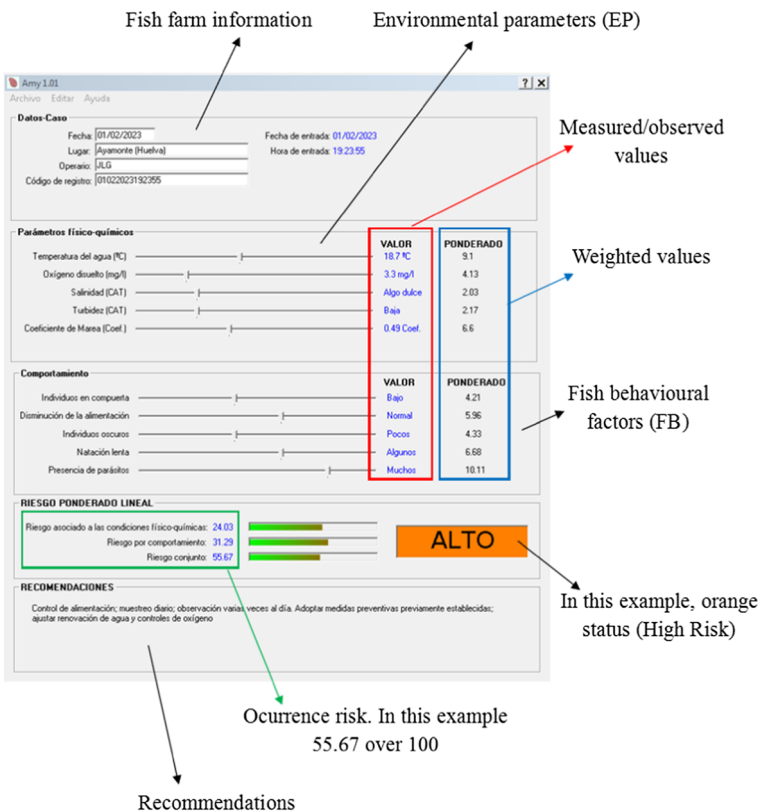 Fish farm information
Environmental parameters (EP)
Amy 1.01
Archivo Editar Ayuda
Datos-Caso
Fecha: 01/02/2023
Fecha de entrada: 01/02/2023
Lugar: Ayamonte (Huelva)
Hora de entrada: 19:23:55
Operario: JLG
Código de registro: 01022023192355
Measured/observed
values
Parámetros físico-químicos
VALOR PONDERADO
Temperatura del agua (ºC) 18.7 ºC 9.1
Oxígeno disuelto (mg/l) 3.3 mg/l 4.13
Salinidad (CAT) Algo dulce 2.03
Turbidez (CAT) Baja 2.17
Coeficiente de Marea (Coef.) 0.49 Coef. 6.6
Weighted values
Comportamiento
VALOR PONDERADO
Individuos en compuerta Bajo 4.21
Disminución de la alimentación Normal 5.96
Individuos oscuros Pocos 4.33
Natación lenta Algunos 6.68
Presencia de parásitos Muchos 10.11
Fish behavioural
factors (FB)
RIESGO PONDERADO LINEAL
Riesgo asociado a las condiciones físico-químicas: 24.03
Riesgo por comportamiento: 31.29
Riesgo conjunto: 55.67
ALTO
RECOMENDACIONES
Control de alimentación; muestreo diario; observación varias veces al día. Adoptar medidas preventivas previamente establecidas;
ajustar renovación de agua y controles de oxígeno
In this example, orange
status (High Risk)
Ocurrence risk. In this example
55.67 over 100
Recommendations